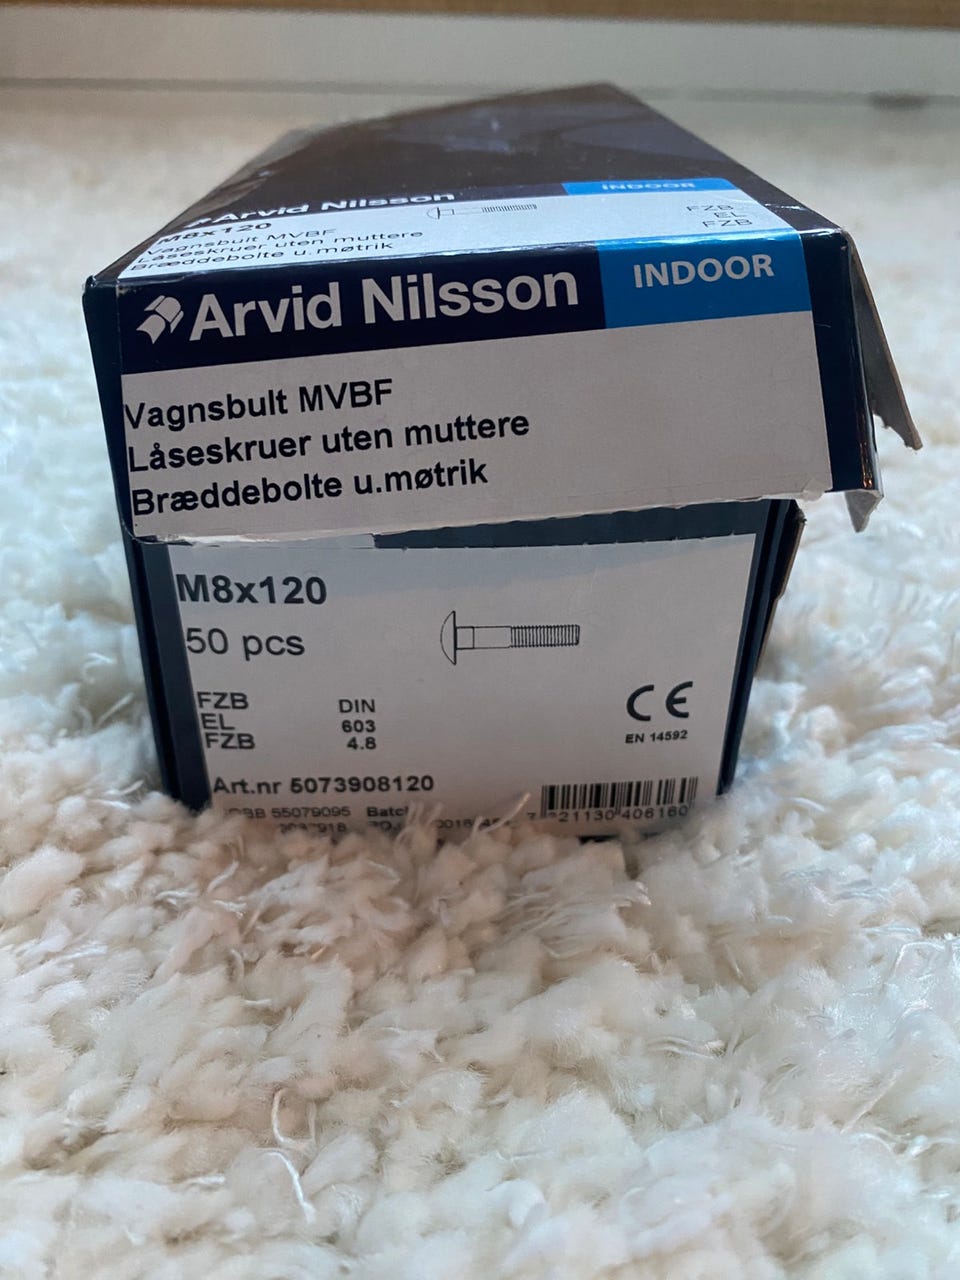 INDOOR
Arvid Nilsson
M8x120
Vagnsbult MVBF
Låseskruer uten muttere
Bræddebolte u.møtrik
FZB
EL
FZB
Arvid Nilsson
INDOOR
Vagnsbult MVBF
Låseskruer uten muttere
Bræddebolte u.møtrik
M8x120
50 pcs
FZB DIN
EL 603
FZB 4.8
CE
EN 14592
Art.nr 5073908120
55079095